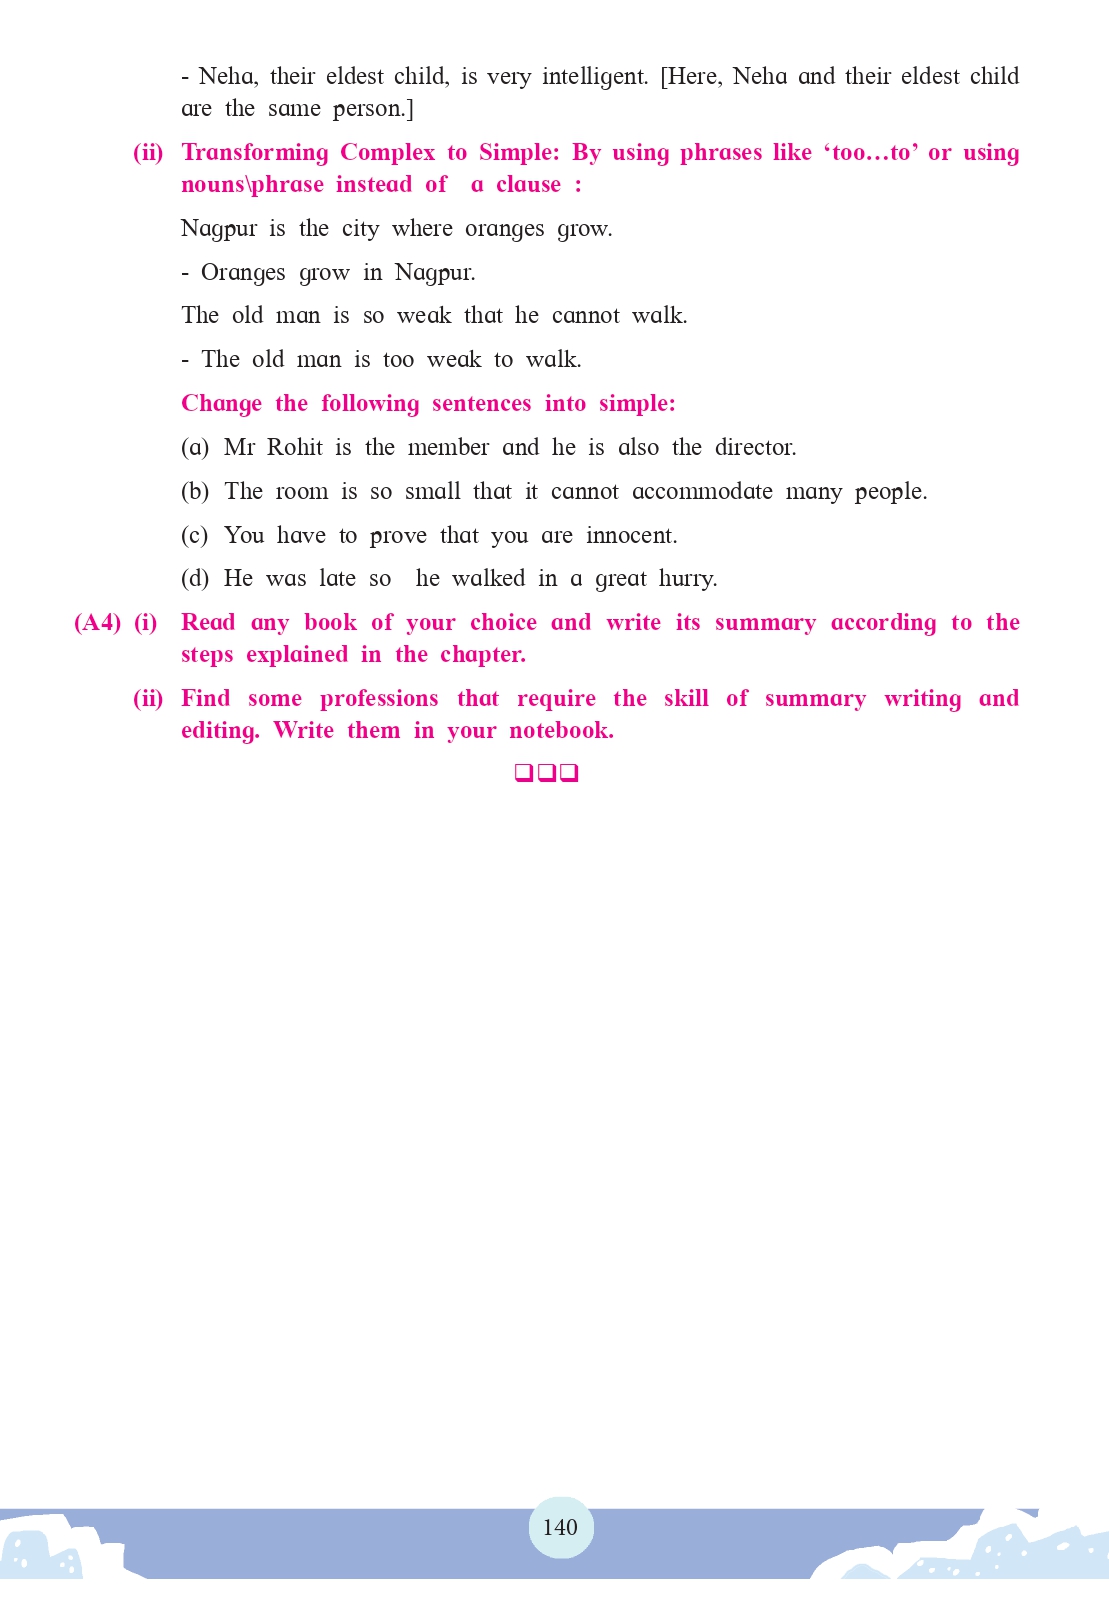 - Neha, their eldest child, is very intelligent. [Here, Neha and their eldest child
are the same person.]
(ii) Transforming Complex to Simple: By using phrases like ‘too…to’ or using
nouns\phrase instead of a clause :
Nagpur is the city where oranges grow.
- Oranges grow in Nagpur.
The old man is so weak that he cannot walk.
- The old man is too weak to walk.
Change the following sentences into simple:
(a) Mr Rohit is the member and he is also the director.
(b) The room is so small that it cannot accommodate many people.
(c) You have to prove that you are innocent.
(d) He was late so he walked in a great hurry.
(A4) (i) Read any book of your choice and write its summary according to the
steps explained in the chapter.
(ii) Find some professions that require the skill of summary writing and
editing. Write them in your notebook.
❑❑❑
140